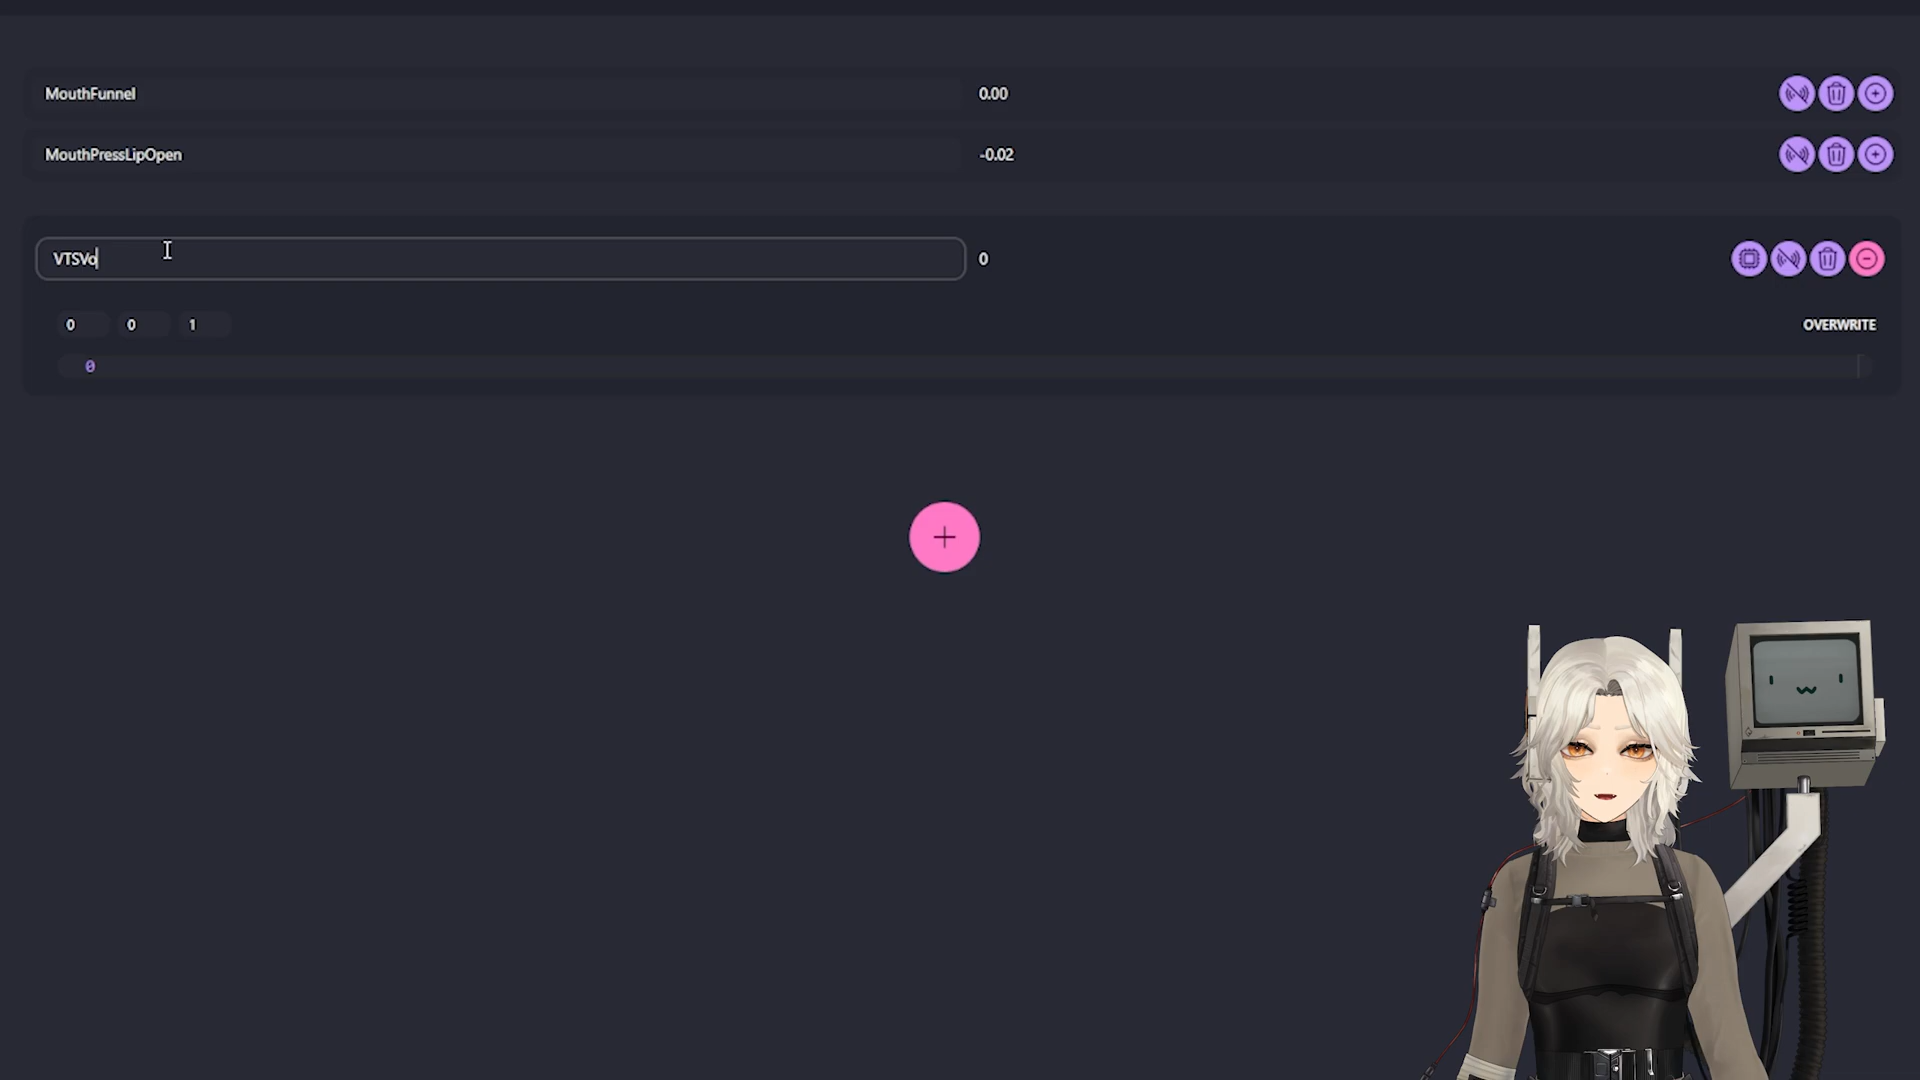 MouthFunnel 0.00
MouthPressLipOpen -0.02
VTSVo 0
0 0 1 OVERWRITE
0